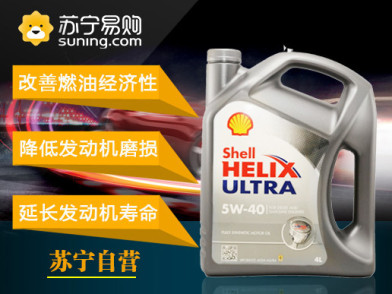 苏宁易购
suning.com
改善燃油经济性
降低发动机磨损
延长发动机寿命
苏宁自营
Shell
HELIX
ULTRA
5W-40
4L